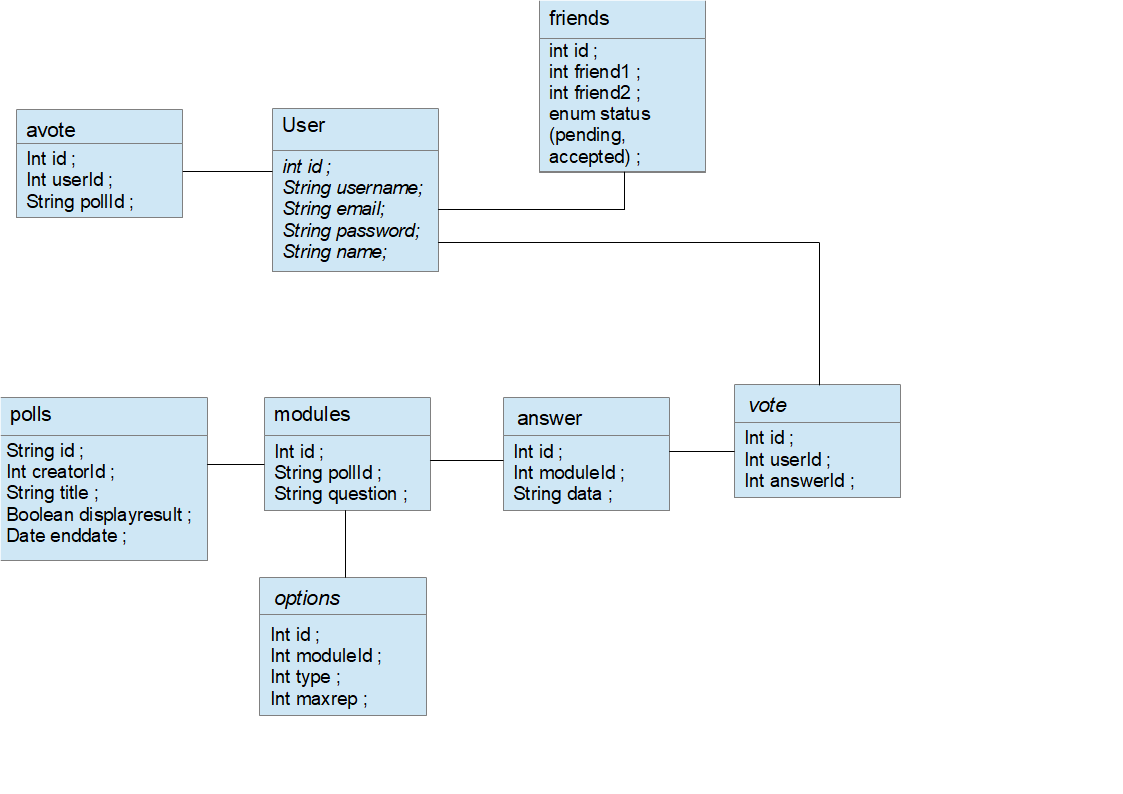 friends
int id ;
int friend1 ;
int friend2 ;
enum status
(pending,
accepted) ;
avote
Int id ;
Int userId ;
String pollId ;
User
int id ;
String username;
String email;
String password;
String name;
polls
String id ;
Int creatorId ;
String title ;
Boolean displayresult ;
Date enddate ;
modules
Int id ;
String pollId ;
String question ;
answer
Int id ;
Int moduleId ;
String data ;
vote
Int id ;
Int userId ;
Int answerId ;
options
Int id ;
Int moduleId ;
Int type ;
Int maxrep ;